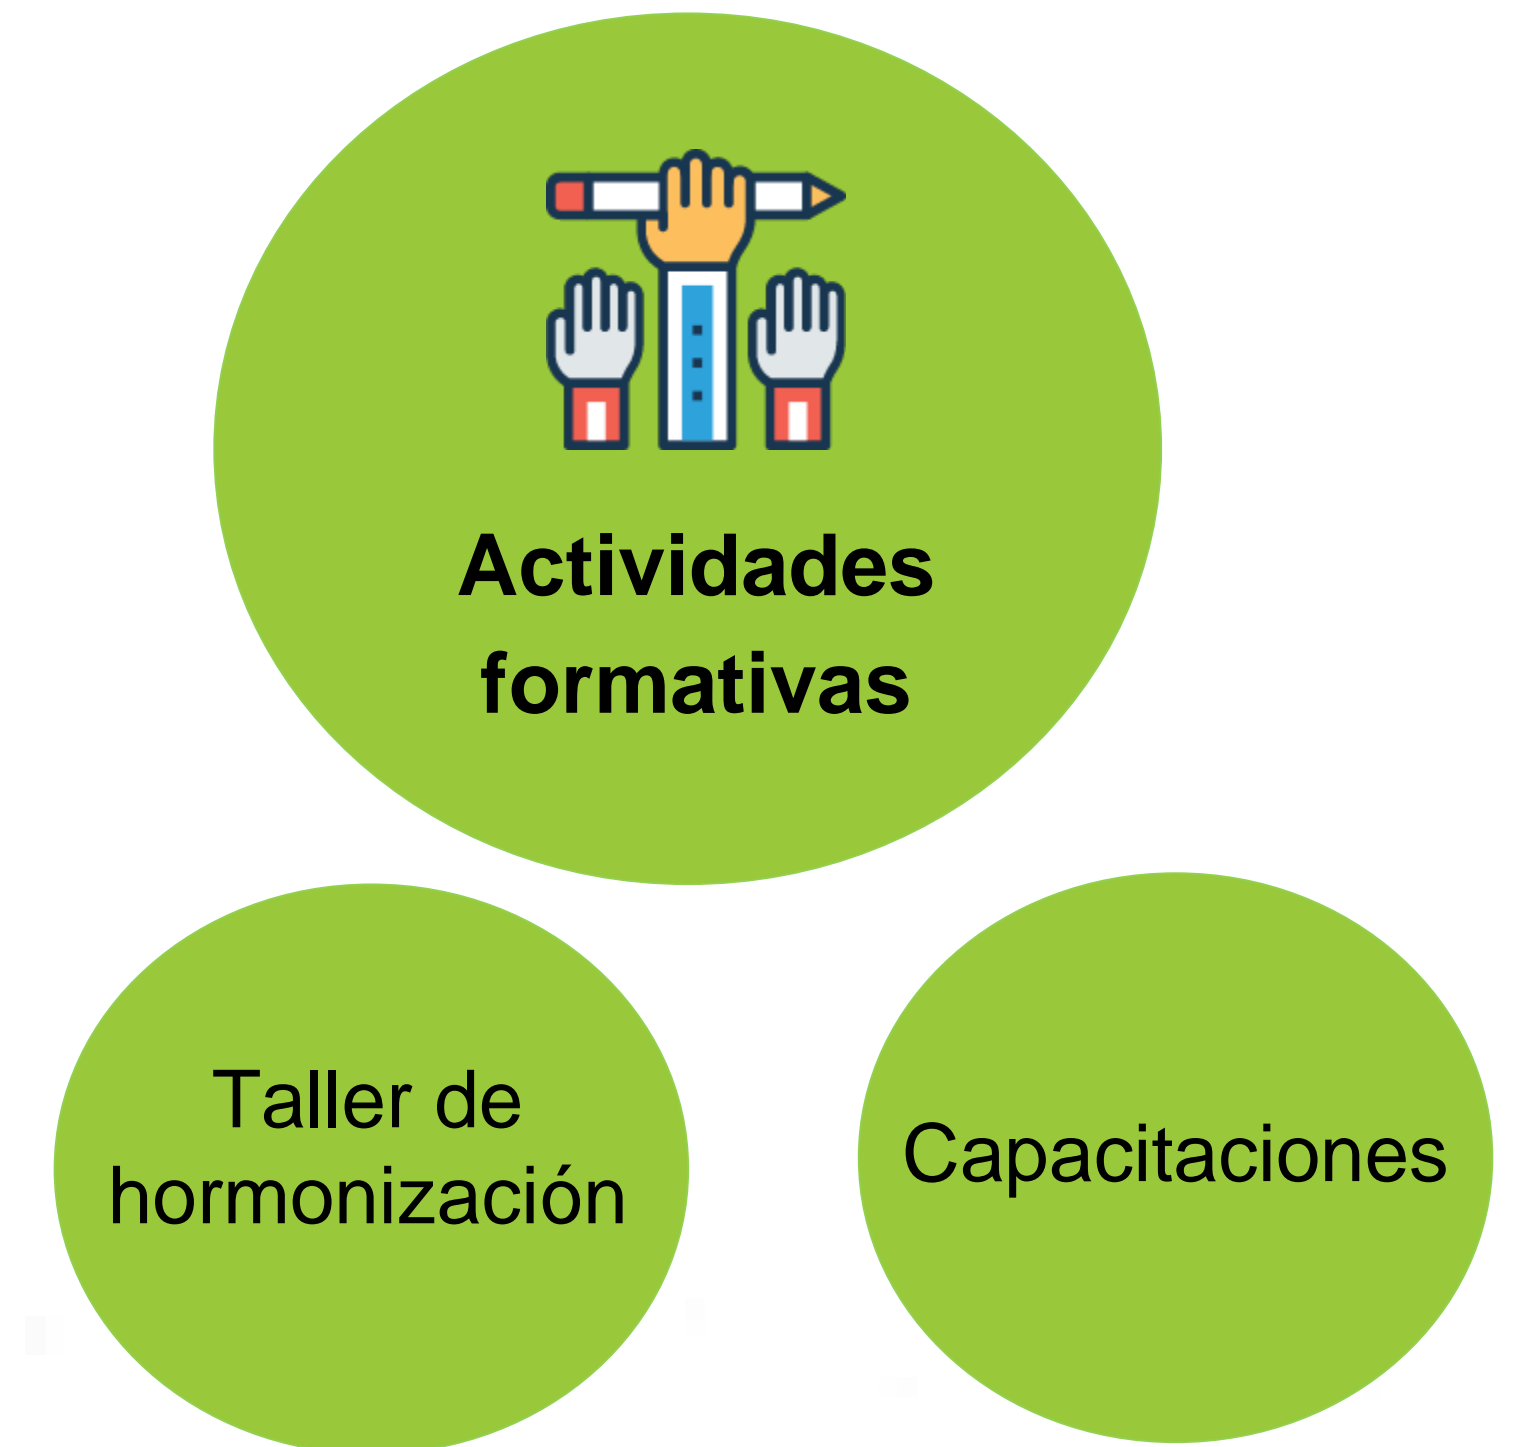 Actividades
formativas
Taller de
hormonización
Capacitaciones